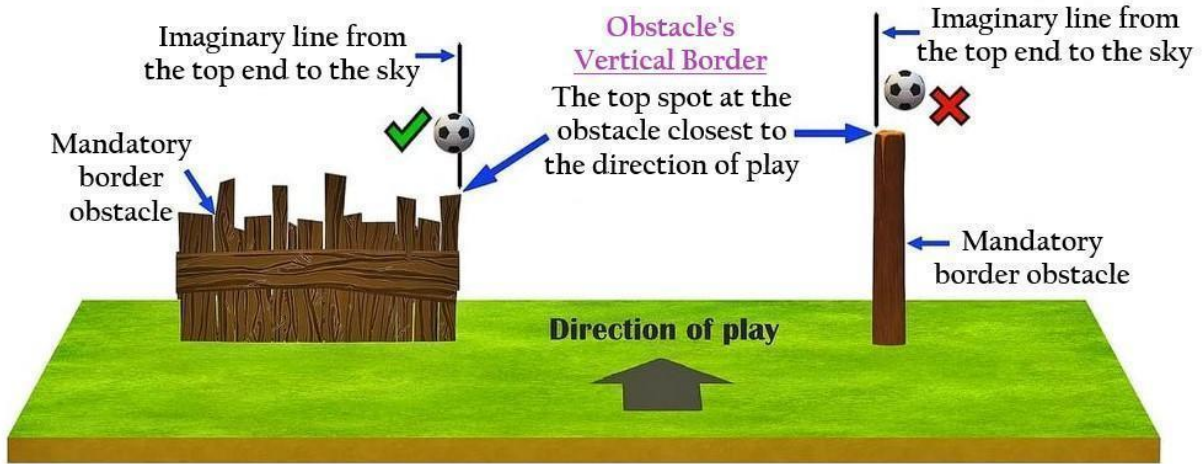 Imaginary line from
the top end to the sky
Obstacle's
Vertical Border
The top spot at the
obstacle closest to
the direction of play
Imaginary line from
the top end to the sky
Mandatory
border
obstacle
Mandatory
border obstacle
Direction of play